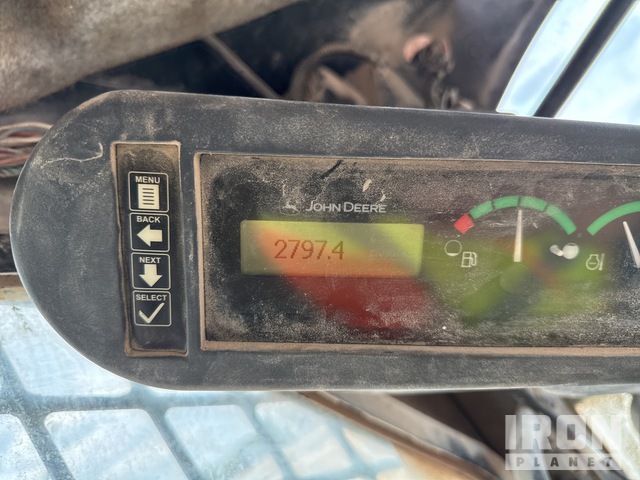 MENU
BACK
NEXT
SELECT
JOHN DEERE
2797.4
IRON
PLANET